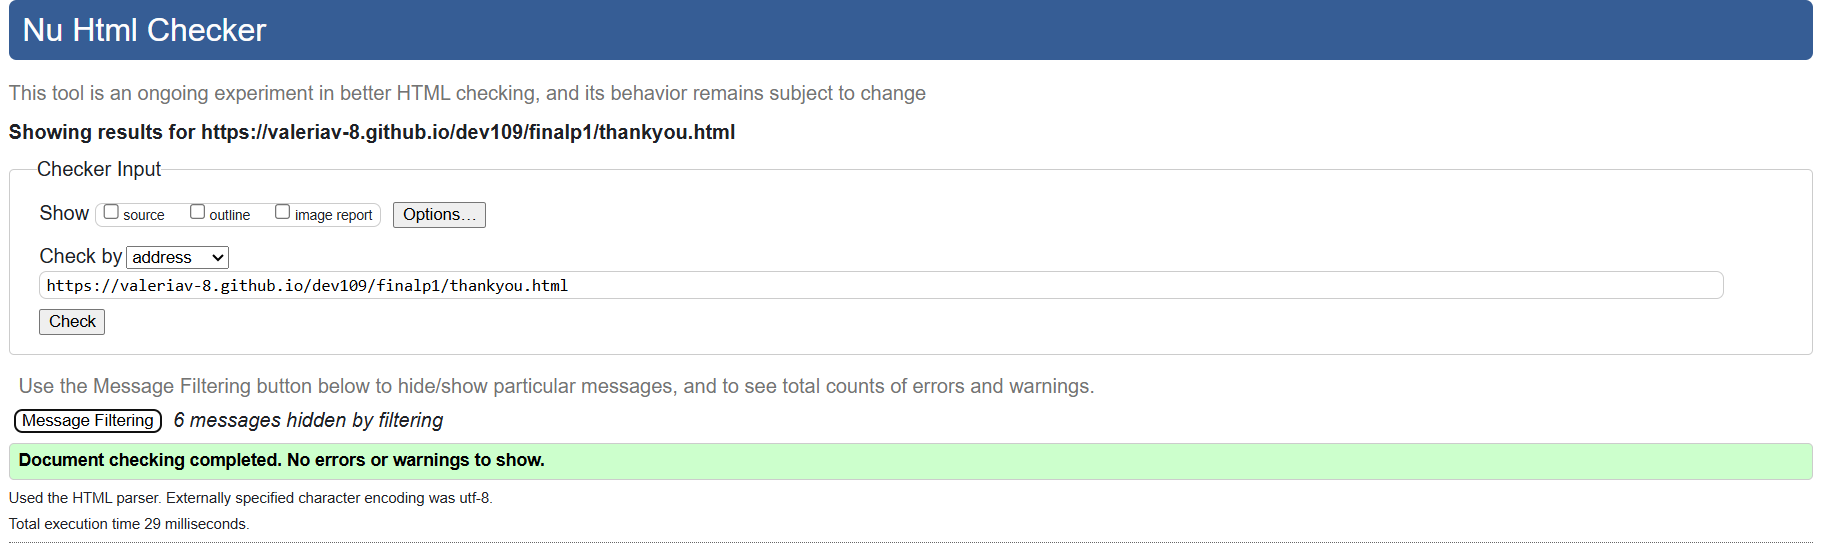 Nu Html Checker
This tool is an ongoing experiment in better HTML checking, and its behavior remains subject to change
Showing results for https://valeriav-8.github.io/dev109/finalp1/thankyou.html
Checker Input
Show source outline image report Options...
Check by address
https://valeriav-8.github.io/dev109/finalp1/thankyou.html
Check
Use the Message Filtering button below to hide/show particular messages, and to see total counts of errors and warnings.
Message Filtering 6 messages hidden by filtering
Document checking completed. No errors or warnings to show.
Used the HTML parser. Externally specified character encoding was utf-8.
Total execution time 29 milliseconds.